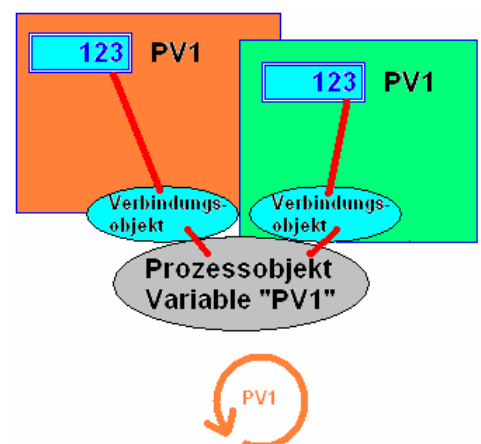 123 PV1
123 PV1
Verbindungs-
objekt
Verbindungs-
objekt
Prozessobjekt
Variable "PV1"
PV1